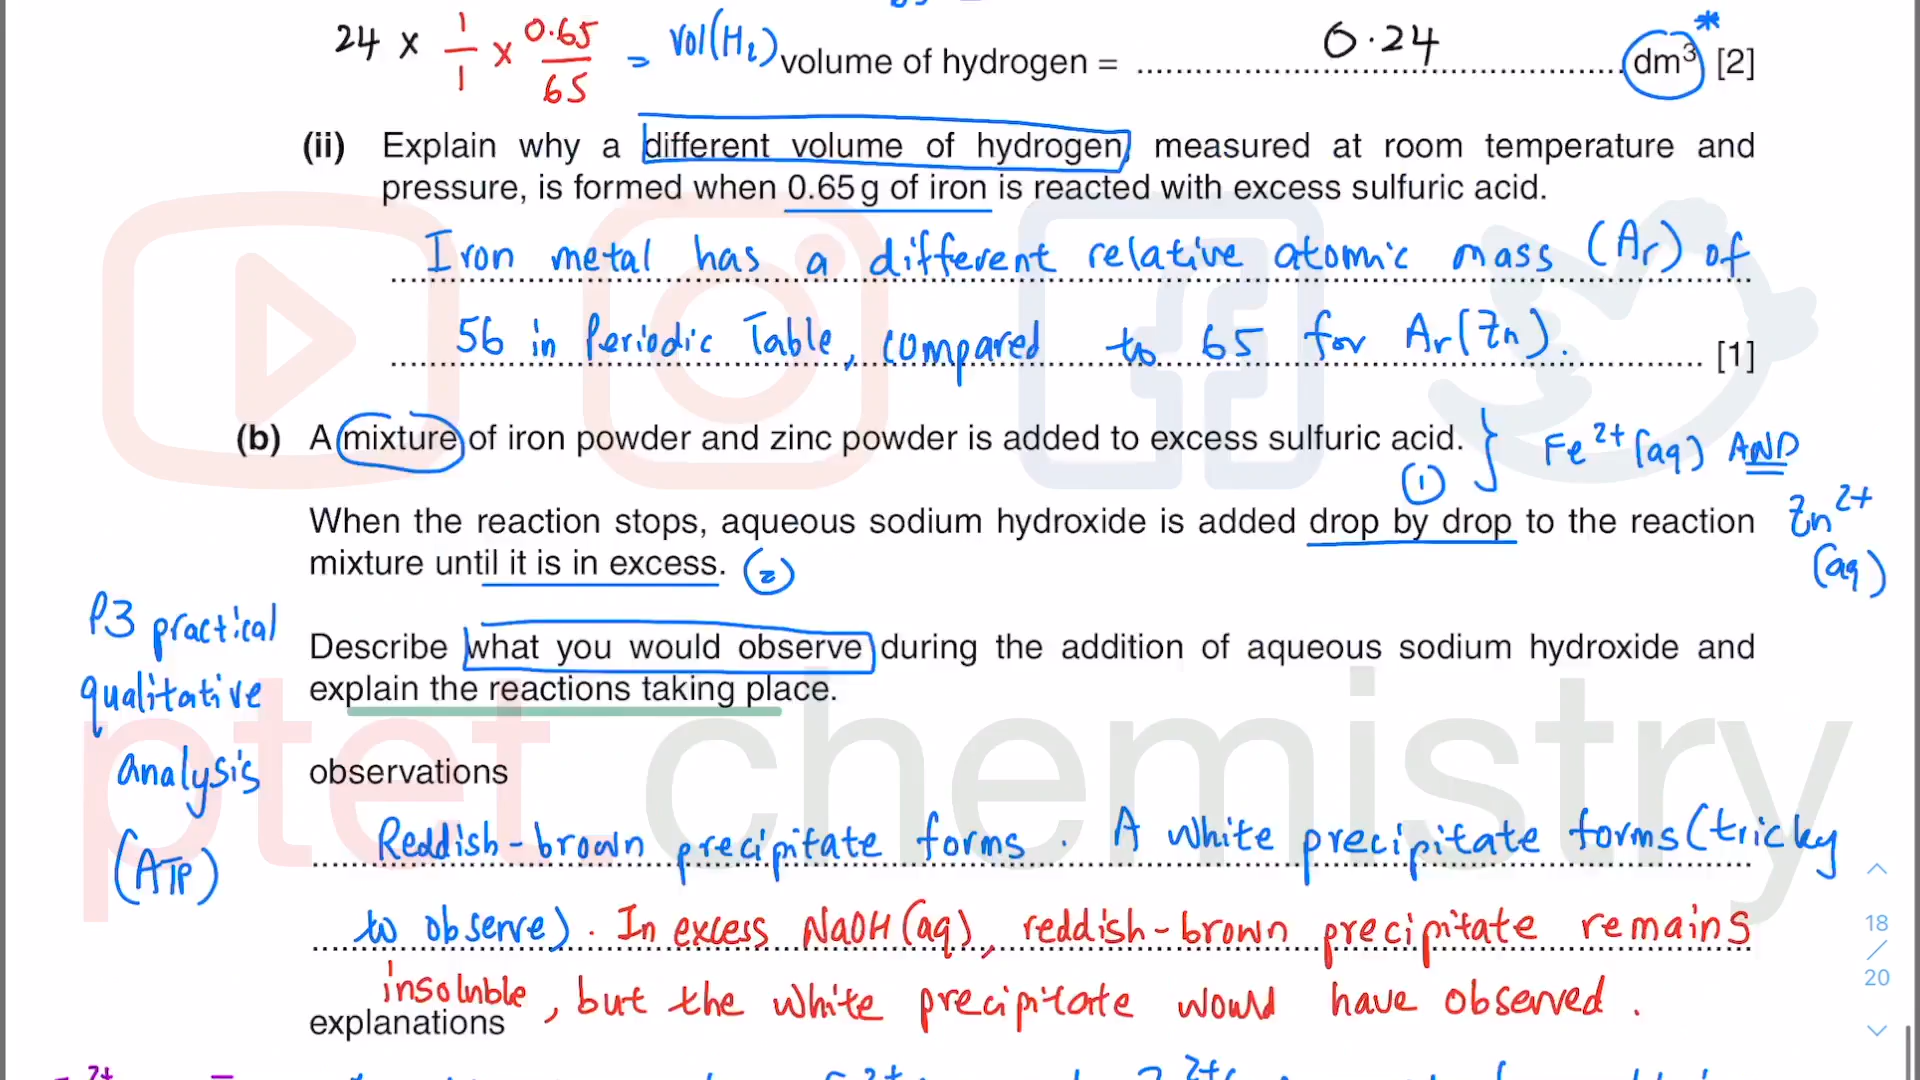 24 × 1/1 × 0.65/65 = Vol(H2) volume of hydrogen = 0.24 dm³ * [2]
(ii) Explain why a different volume of hydrogen, measured at room temperature and
pressure, is formed when 0.65 g of iron is reacted with excess sulfuric acid.
Iron metal has a different relative atomic mass (Ar) of
56 in Periodic Table, compared to 65 for Ar(Zn). [1]
(b) A mixture of iron powder and zinc powder is added to excess sulfuric acid. } Fe2+ (aq) AND
(1)
When the reaction stops, aqueous sodium hydroxide is added drop by drop to the reaction Zn2+
mixture until it is in excess. (2) (aq)
P3 practical
Describe what you would observe during the addition of aqueous sodium hydroxide and
qualitative
explain the reactions taking place.
ptet chemistry
analysis
observations
(ATP)
Reddish-brown precipitate forms. A white precipitate forms (tricky
to observe). In excess NaOH (aq), reddish-brown precipitate remains
insoluble, but the white precipitate would have observed.
explanations
18
/
20